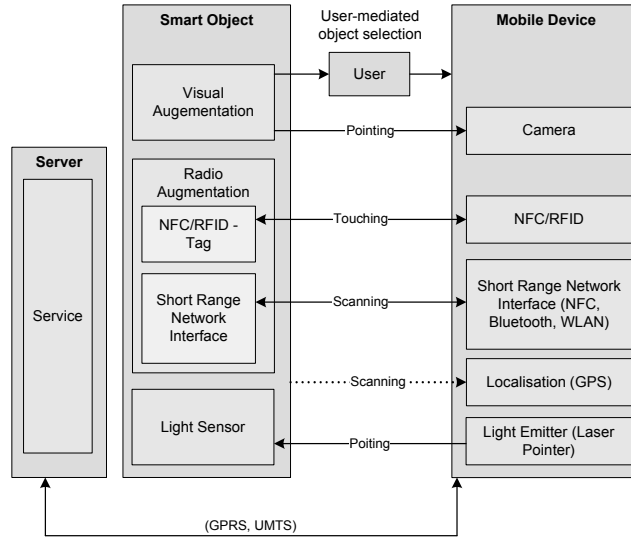 Smart Object
User-mediated
object selection
Mobile Device
Visual
Augementation
User
Pointing
Camera
Server
Service
Radio
Augmentation
NFC/RFID -
Tag
Touching
NFC/RFID
Short Range
Network
Interface
Scanning
Short Range Network
Interface (NFC,
Bluetooth, WLAN)
Scanning
Localisation (GPS)
Light Sensor
Poiting
Light Emitter (Laser
Pointer)
(GPRS, UMTS)